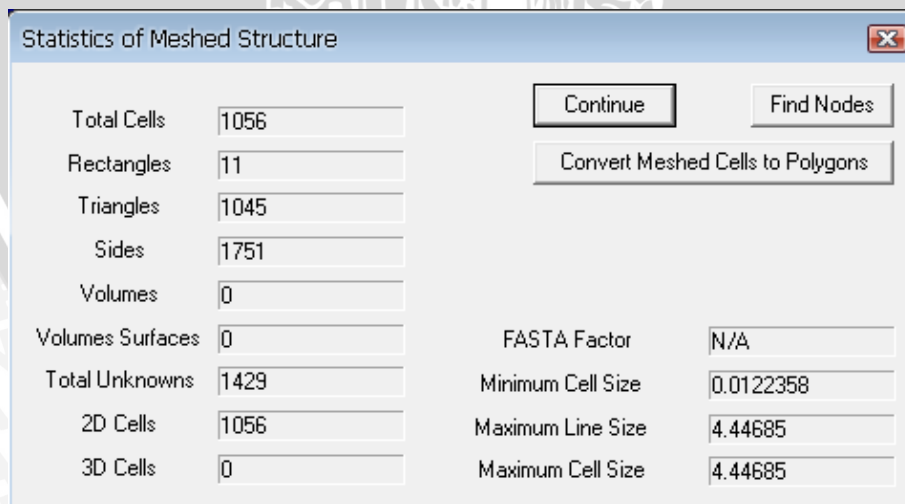 Statistics of Meshed Structure
Continue
Find Nodes
Convert Meshed Cells to Polygons
Total Cells 1056
Rectangles 11
Triangles 1045
Sides 1751
Volumes 0
Volumes Surfaces 0
Total Unknowns 1429
2D Cells 1056
3D Cells 0
FASTA Factor N/A
Minimum Cell Size 0.0122358
Maximum Line Size 4.44685
Maximum Cell Size 4.44685